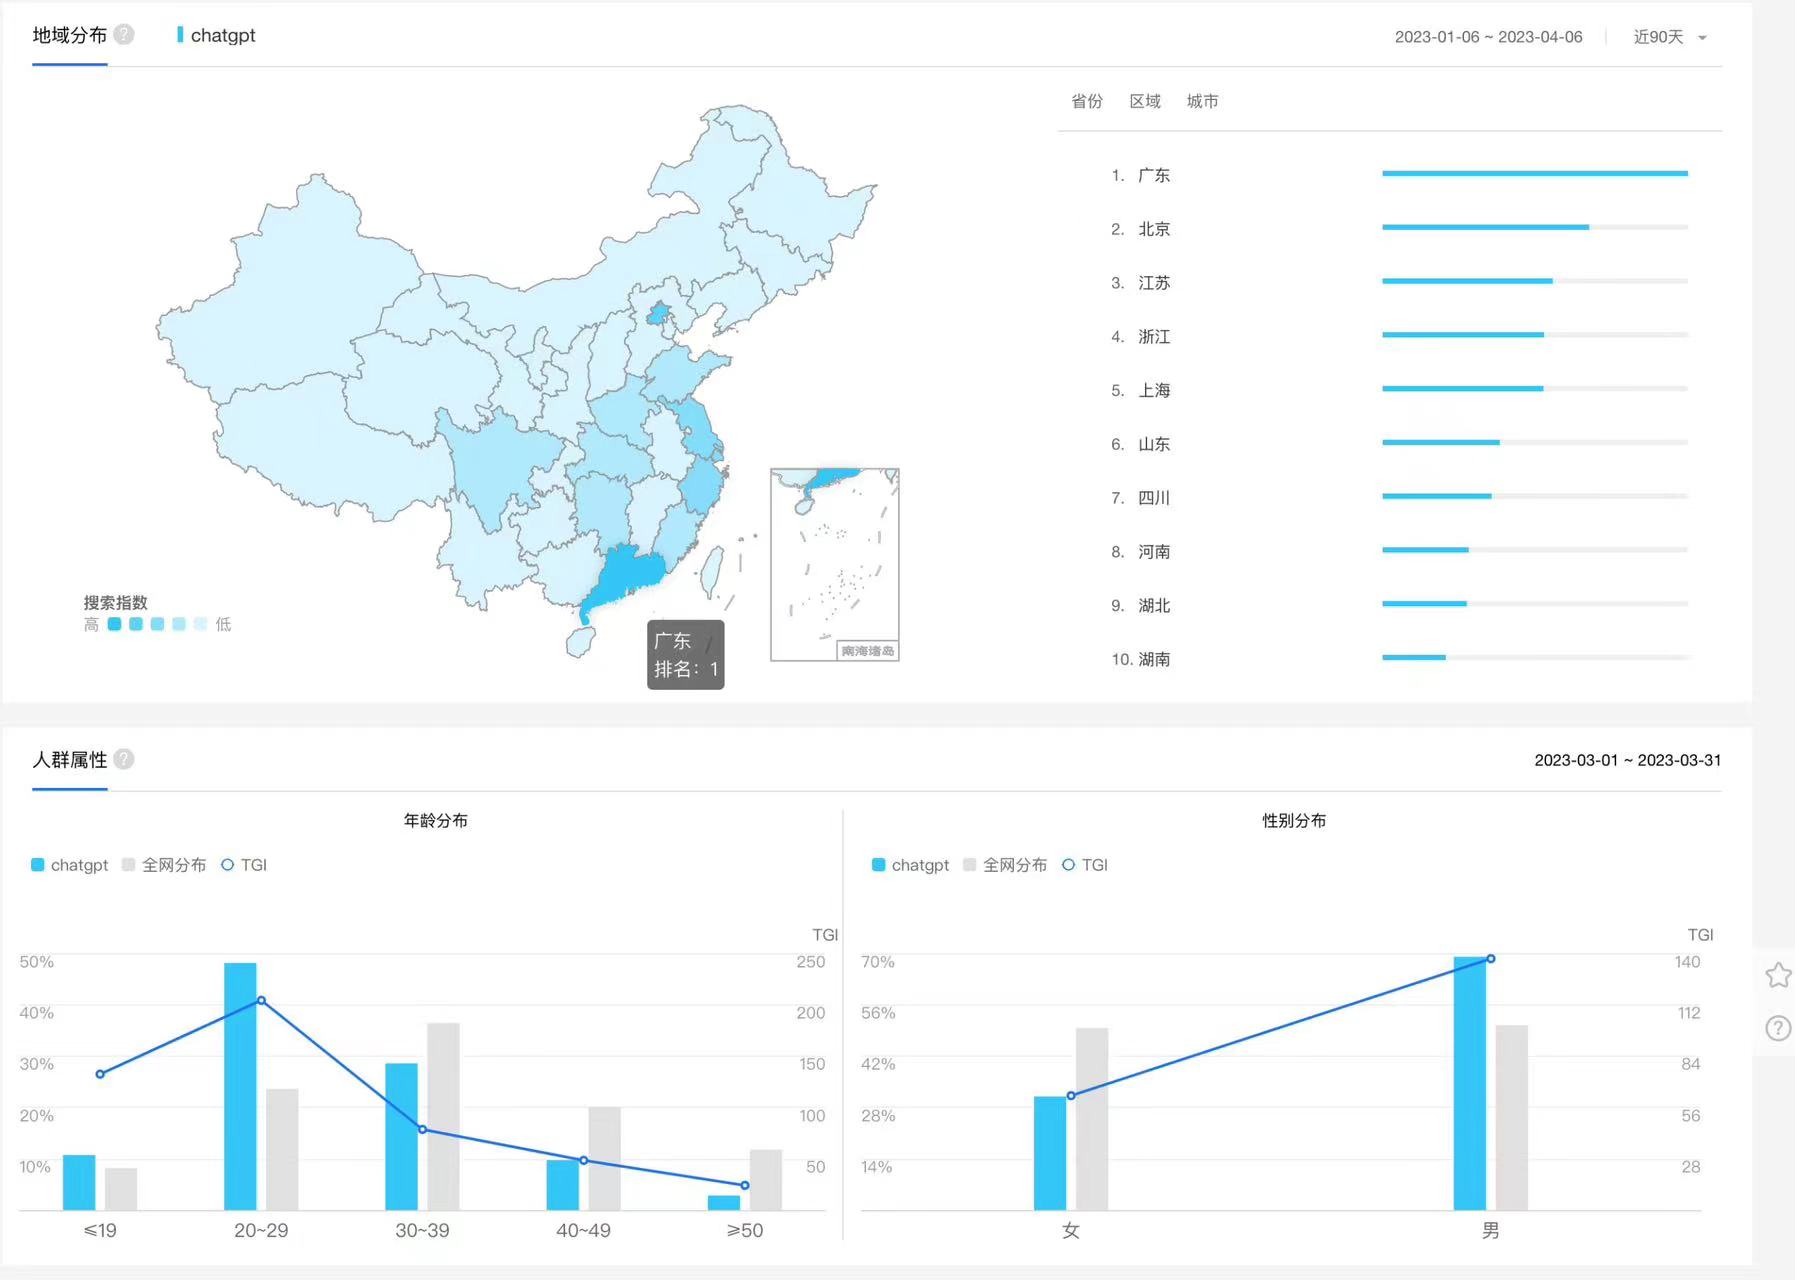 地域分布 ? chatgpt 2023-01-06 ~ 2023-04-06 近90天
省份 区域 城市
1. 广东
2. 北京
3. 江苏
4. 浙江
5. 上海
6. 山东
7. 四川
8. 河南
9. 湖北
10. 湖南
搜索指数
高 低
广东
排名：1
南海诸岛
人群属性 ? 2023-03-01 ~ 2023-03-31
年龄分布
chatgpt 全网分布 TGI
TGI
50% 250
40% 200
30% 150
20% 100
10% 50
≤19 20~29 30~39 40~49 ≥50
性别分布
chatgpt 全网分布 TGI
TGI
70% 140
56% 112
42% 84
28% 56
14% 28
女 男
?